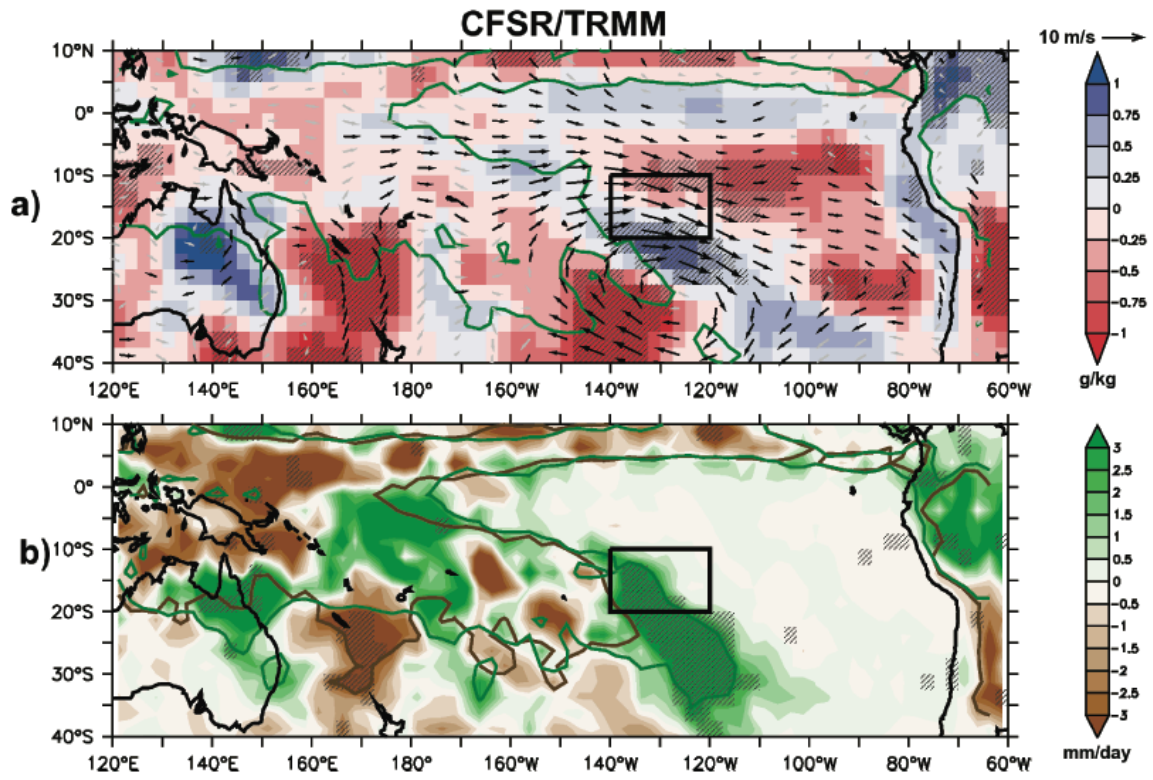 CFSR/TRMM
10 m/s
a)
10°N
0°
10°S
20°S
30°S
40°S
120°E 140°E 160°E 180° 160°W 140°W 120°W 100°W 80°W 60°W
1
0.75
0.5
0.25
0
−0.25
−0.5
−0.75
−1
g/kg
b)
10°N
0°
10°S
20°S
30°S
40°S
120°E 140°E 160°E 180° 160°W 140°W 120°W 100°W 80°W 60°W
3
2.5
2
1.5
1
0.5
0
−0.5
−1
−1.5
−2
−2.5
−3
mm/day